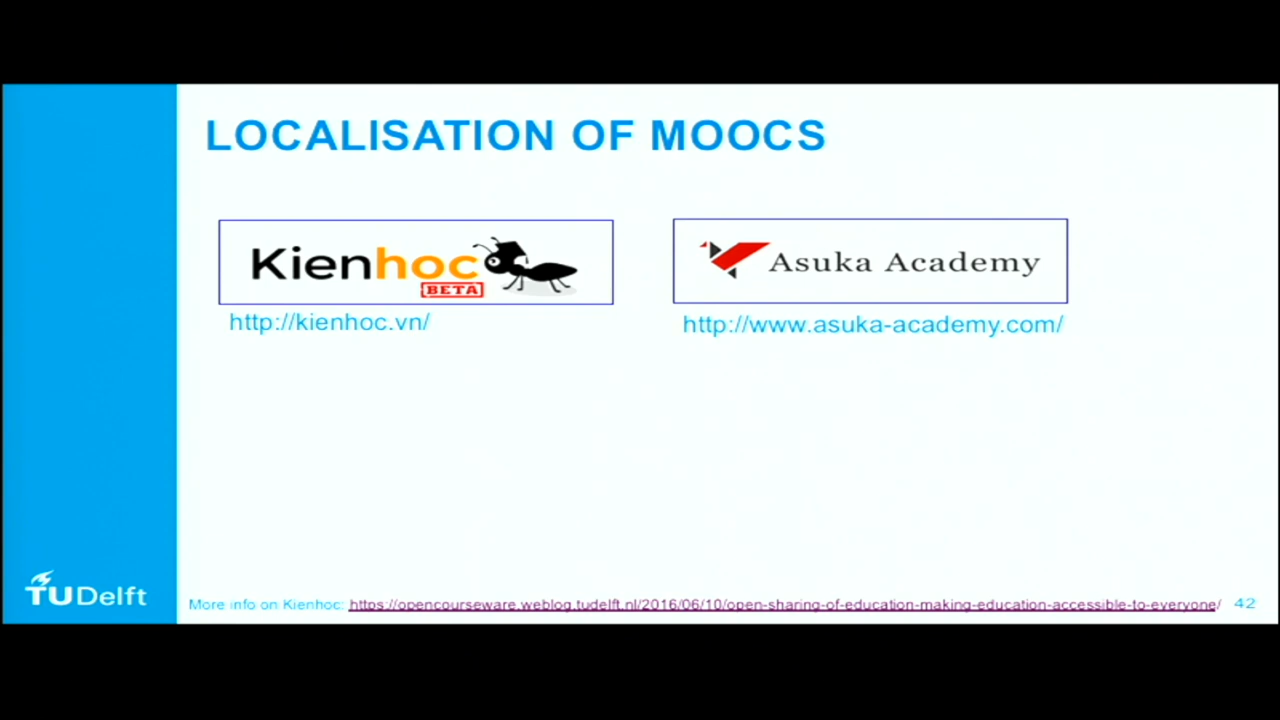 LOCALISATION OF MOOCS
Kienhoc
BETA
http://kienhoc.vn/
Asuka Academy
http://www.asuka-academy.com/
TUDelft
More info on Kienhoc: https://opencourseware.weblog.tudelft.nl/2016/06/10/open-sharing-of-education-making-education-accessible-to-everyone/
42